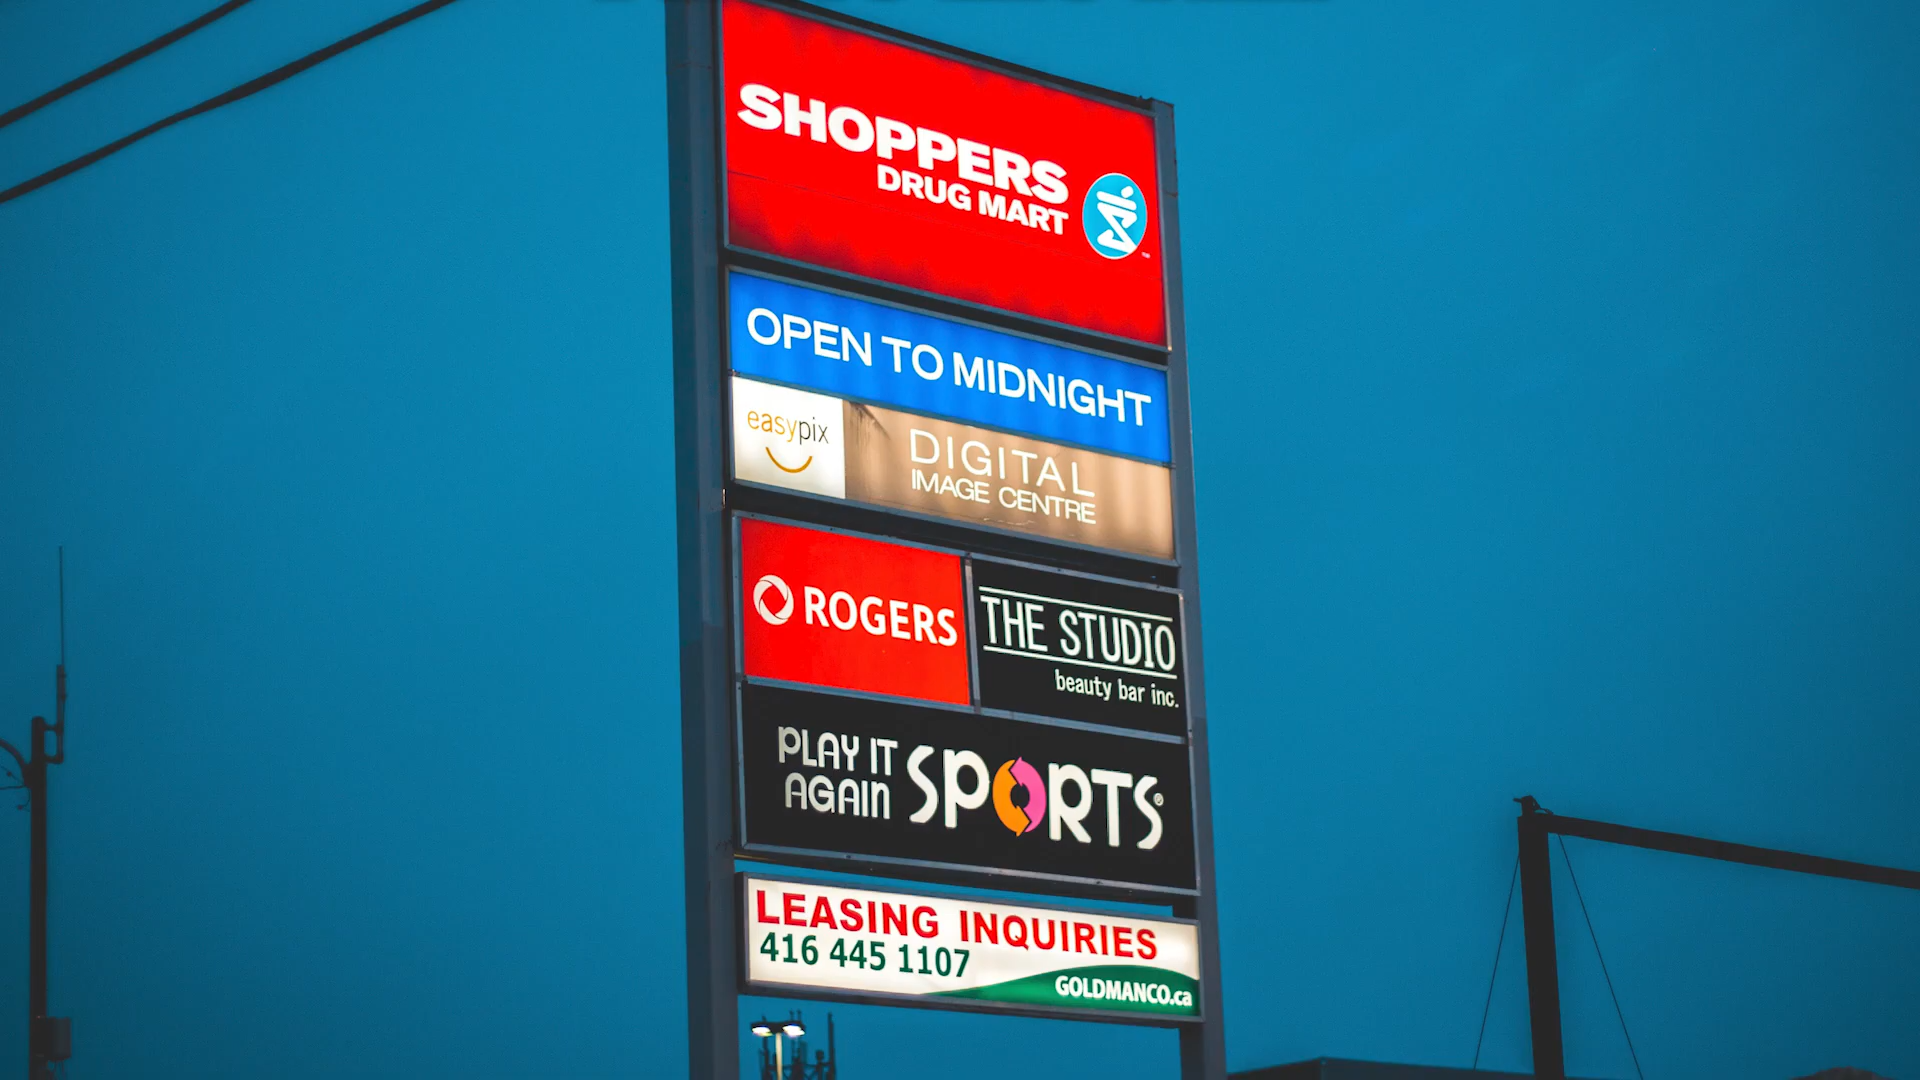 SHOPPERS
DRUG MART
TM
OPEN TO MIDNIGHT
easypix
DIGITAL
IMAGE CENTRE
ROGERS
THE STUDIO
beauty bar inc.
PLAY IT
AGAIN
SPORTS®
LEASING INQUIRIES
416 445 1107
GOLDMANCO.ca